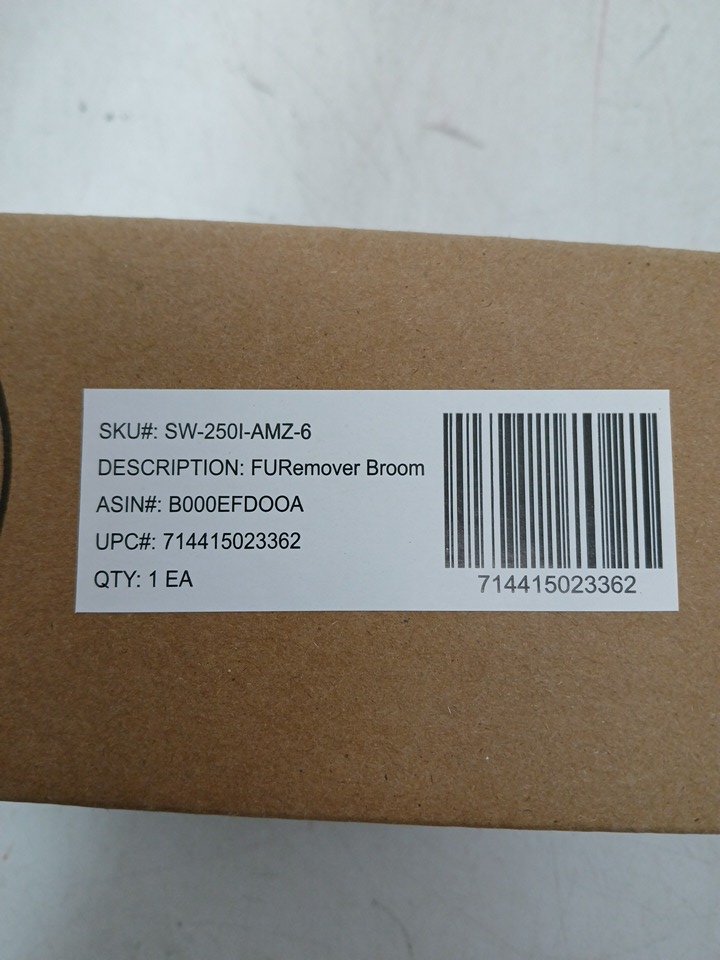 SKU#: SW-250I-AMZ-6
DESCRIPTION: FURemover Broom
ASIN#: B000EFDOOA
UPC#: 714415023362
QTY: 1 EA
714415023362